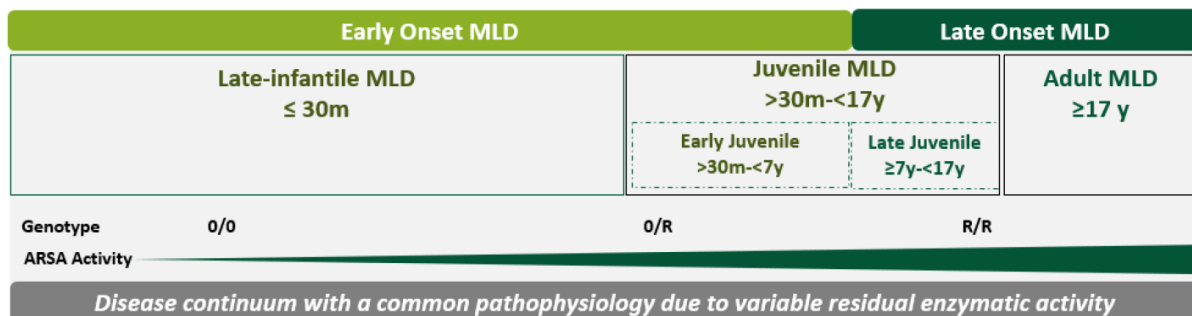 Early Onset MLD
Late Onset MLD
Late-infantile MLD
≤ 30m
Juvenile MLD
>30m-<17y
Early Juvenile
>30m-<7y
Late Juvenile
≥7y-<17y
Adult MLD
≥17 y
Genotype 0/0 0/R R/R
ARSA Activity
Disease continuum with a common pathophysiology due to variable residual enzymatic activity